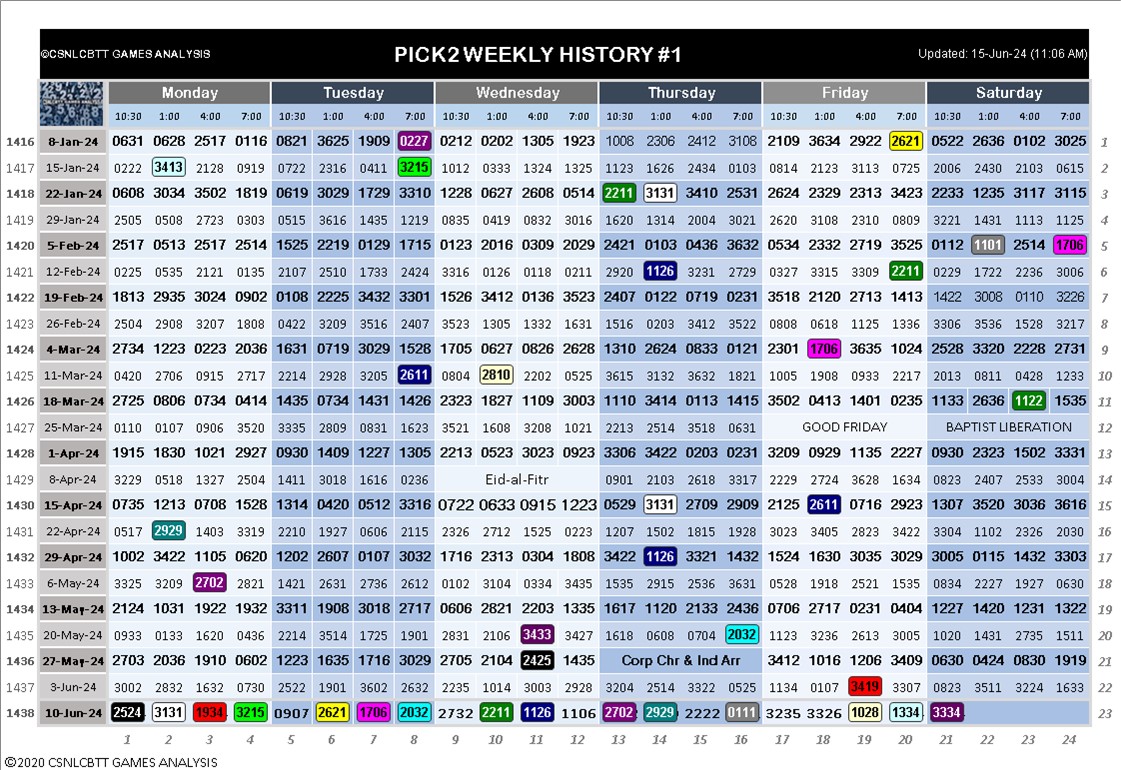 ©CSNLCBTT GAMES ANALYSIS PICK2 WEEKLY HISTORY #1 Updated: 15-Jun-24 (11:06 AM)
Monday Tuesday Wednesday Thursday Friday Saturday
10:30 1:00 4:00 7:00 10:30 1:00 4:00 7:00 10:30 1:00 4:00 7:00 10:30 1:00 4:00 7:00 10:30 1:00 4:00 7:00 10:30 1:00 4:00 7:00
1416 8-Jan-24 0631 0628 2517 0116 0821 3625 1909 0227 0212 0202 1305 1923 1008 2306 2412 3108 2109 3634 2922 2621 0522 2636 0102 3025 1
1417 15-Jan-24 0222 3413 2128 0919 0722 2316 0411 3215 1012 0333 1324 1325 1123 1626 2434 0103 0814 2123 3113 0725 2006 2430 2103 0615 2
1418 22-Jan-24 0608 3034 3502 1819 0619 3029 1729 3310 1228 0627 2608 0514 2211 3131 3410 2531 2624 2329 2313 3423 2233 1235 3117 3115 3
1419 29-Jan-24 2505 0508 2723 0303 0515 3616 1435 1219 0835 0419 0832 3016 1620 1314 2004 3021 2620 3108 2310 0809 3221 1431 1113 1125 4
1420 5-Feb-24 2517 0513 2517 2514 1525 2219 0129 1715 0123 2016 0309 2029 2421 0103 0436 3632 0534 2332 2719 3525 0112 1101 2514 1706 5
1421 12-Feb-24 0225 0535 2121 0135 2107 2510 1733 2424 3316 0126 0118 0211 2920 1126 3231 2729 0327 3315 3309 2211 0229 1722 2236 3006 6
1422 19-Feb-24 1813 2935 3024 0902 0108 2225 3432 3301 1526 3412 0136 3523 2407 0122 0719 0231 3518 2120 2713 1413 1422 3008 0110 3226 7
1423 26-Feb-24 2504 2908 3207 1808 0422 3209 3516 2407 3523 1305 1332 1631 1516 0203 3412 3522 0808 0618 1125 1336 3306 3536 1528 3217 8
1424 4-Mar-24 2734 1223 0223 2036 1631 0719 3029 1528 1705 0627 0826 2628 1310 2624 0833 0121 2301 1706 3635 1024 2528 3320 2228 2731 9
1425 11-Mar-24 0420 2706 0915 2717 2214 2928 3205 2611 0804 2810 2202 0525 3615 3132 3632 1821 1005 1908 0933 2217 2013 0811 0428 1233 10
1426 18-Mar-24 2725 0806 0734 0414 1435 0734 1431 1426 2323 1827 1109 3003 1110 3414 0113 1415 3502 0413 1401 0235 1133 2636 1122 1535 11
1427 25-Mar-24 0110 0107 0906 3520 3335 2809 0831 1623 3521 1608 3208 1021 2213 2514 3518 0631 GOOD FRIDAY BAPTIST LIBERATION 12
1428 1-Apr-24 1915 1830 1021 2927 0930 1409 1227 1305 2213 0523 3023 0923 3306 3422 0203 0231 3209 0929 1135 2227 0930 2323 1502 3331 13
1429 8-Apr-24 3229 0518 1327 2504 1411 3018 1616 0236 Eid-al-Fitr 0901 2103 2618 3317 2229 2724 3628 1634 0823 2407 2533 3004 14
1430 15-Apr-24 0735 1213 0708 1528 1314 0420 0512 3316 0722 0633 0915 1223 0529 3131 2709 2909 2125 2611 0716 2923 1307 3520 3036 3616 15
1431 22-Apr-24 0517 2929 1403 3319 2210 1927 0606 2115 2326 2712 1525 0223 1207 1502 1815 1928 3023 3405 2823 3422 3304 1102 2326 2030 16
1432 29-Apr-24 1002 3422 1105 0620 1202 2607 0107 3032 1716 2313 0304 1808 3422 1126 3321 1432 1524 1630 3035 3029 3005 0115 1432 3303 17
1433 6-May-24 3325 3209 2702 2821 1421 2631 2736 2612 0102 3104 0334 3435 1535 2915 2536 3631 0528 1918 2521 1535 0834 2227 1927 0630 18
1434 13-May-24 2124 1031 1922 1932 3311 1908 3018 2717 0606 2821 2203 1335 1617 1120 2133 2436 0706 2717 0231 0404 1227 1420 1231 1322 19
1435 20-May-24 0933 0133 1620 0436 2214 3514 1725 1901 2831 2106 3433 3427 1618 0608 0704 2032 1123 3236 2613 3005 1020 1431 2735 1511 20
1436 27-May-24 2703 2036 1910 0602 1223 1635 1716 3029 2705 2104 2425 1435 Corp Chr & Ind Arr 3412 1016 1206 3409 0630 0424 0830 1919 21
1437 3-Jun-24 3002 2832 1632 0730 2522 1901 3602 2632 2235 1014 3003 2928 3204 2514 3322 0525 1134 0107 3419 3307 0823 3511 3224 1633 22
1438 10-Jun-24 2524 3131 1934 3215 0907 2621 1706 2032 2732 2211 1126 1106 2702 2929 2222 0111 3235 3326 1028 1334 3334 23
1 2 3 4 5 6 7 8 9 10 11 12 13 14 15 16 17 18 19 20 21 22 23 24
©2020 CSNLCBTT GAMES ANALYSIS